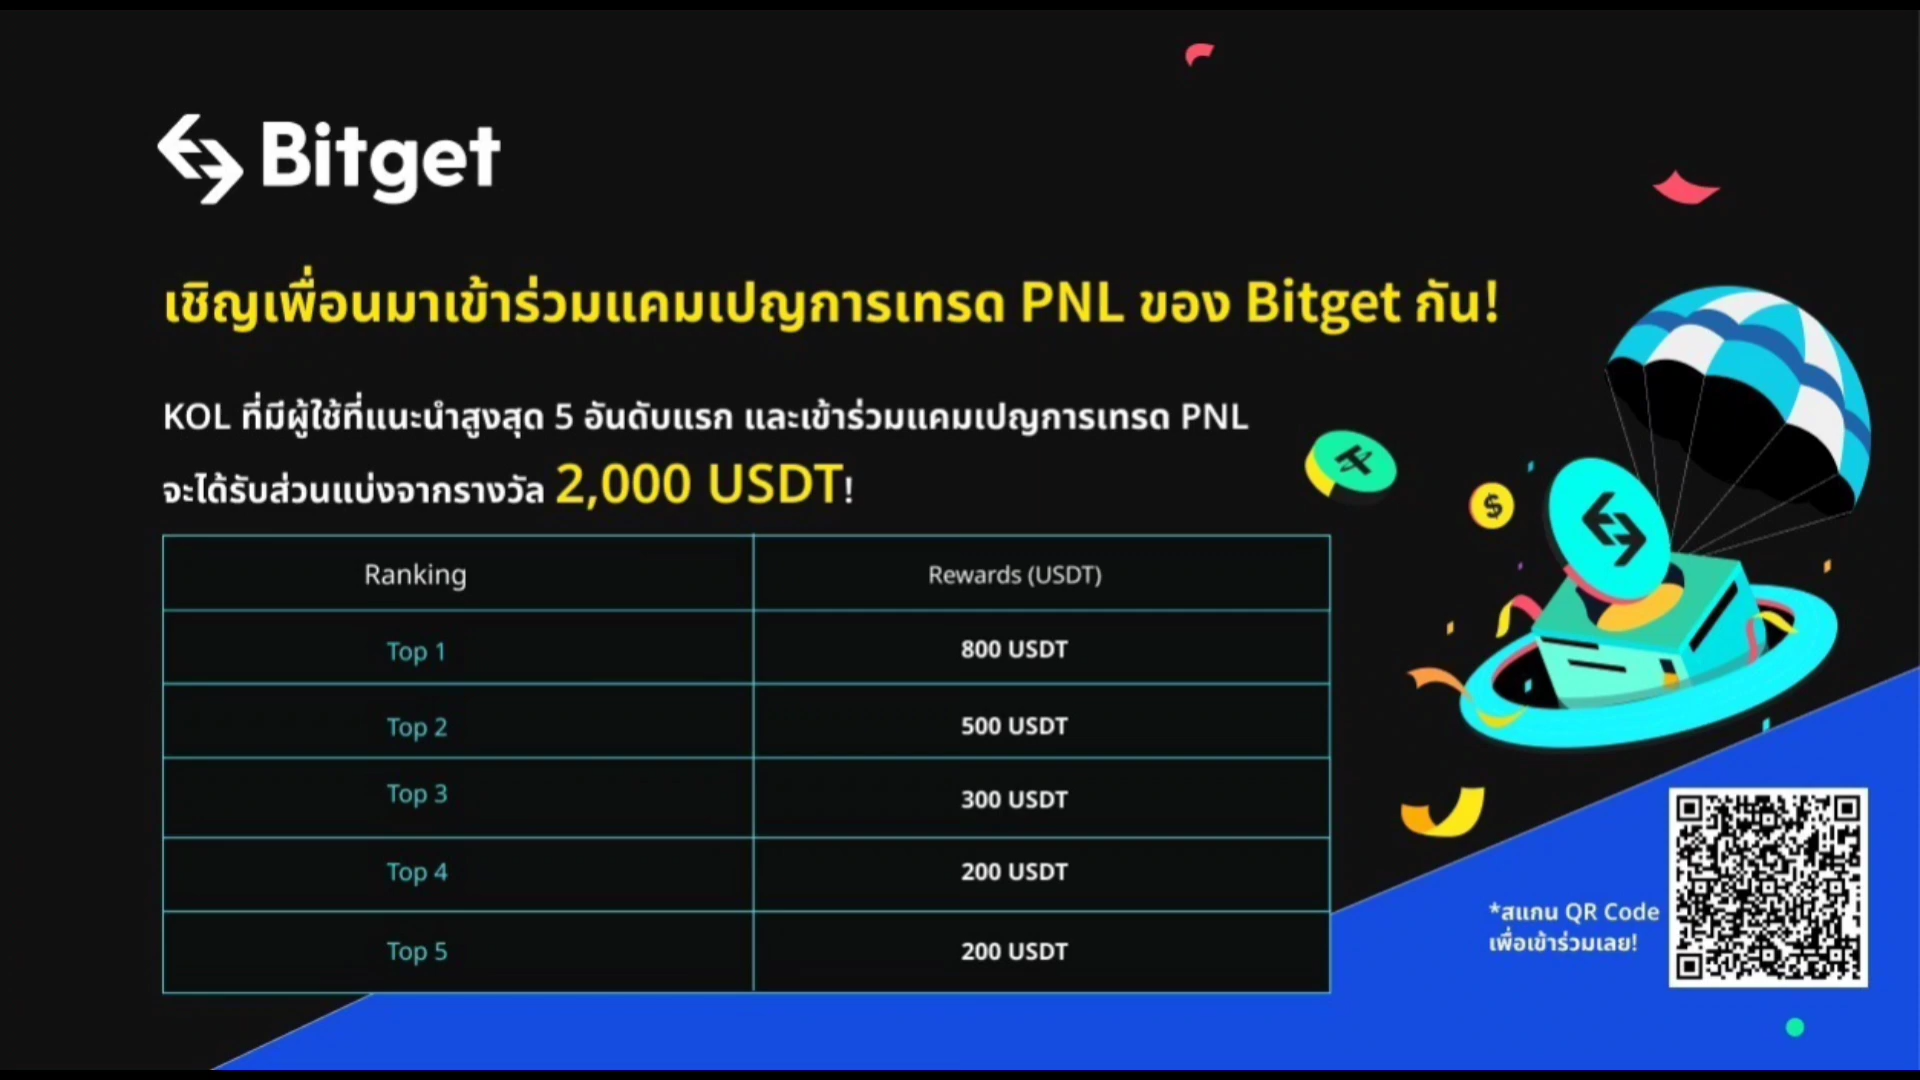 Bitget
เชิญเพื่อนมาเข้าร่วมแคมเปญการเทรด PNL ของ Bitget กัน!
KOL ที่มีผู้ใช้ที่แนะนำสูงสุด 5 อันดับแรก และเข้าร่วมแคมเปญการเทรด PNL
จะได้รับส่วนแบ่งจากรางวัล 2,000 USDT!
Ranking Rewards (USDT)
Top 1 800 USDT
Top 2 500 USDT
Top 3 300 USDT
Top 4 200 USDT
Top 5 200 USDT
*สแกน QR Code
เพื่อเข้าร่วมเลย!